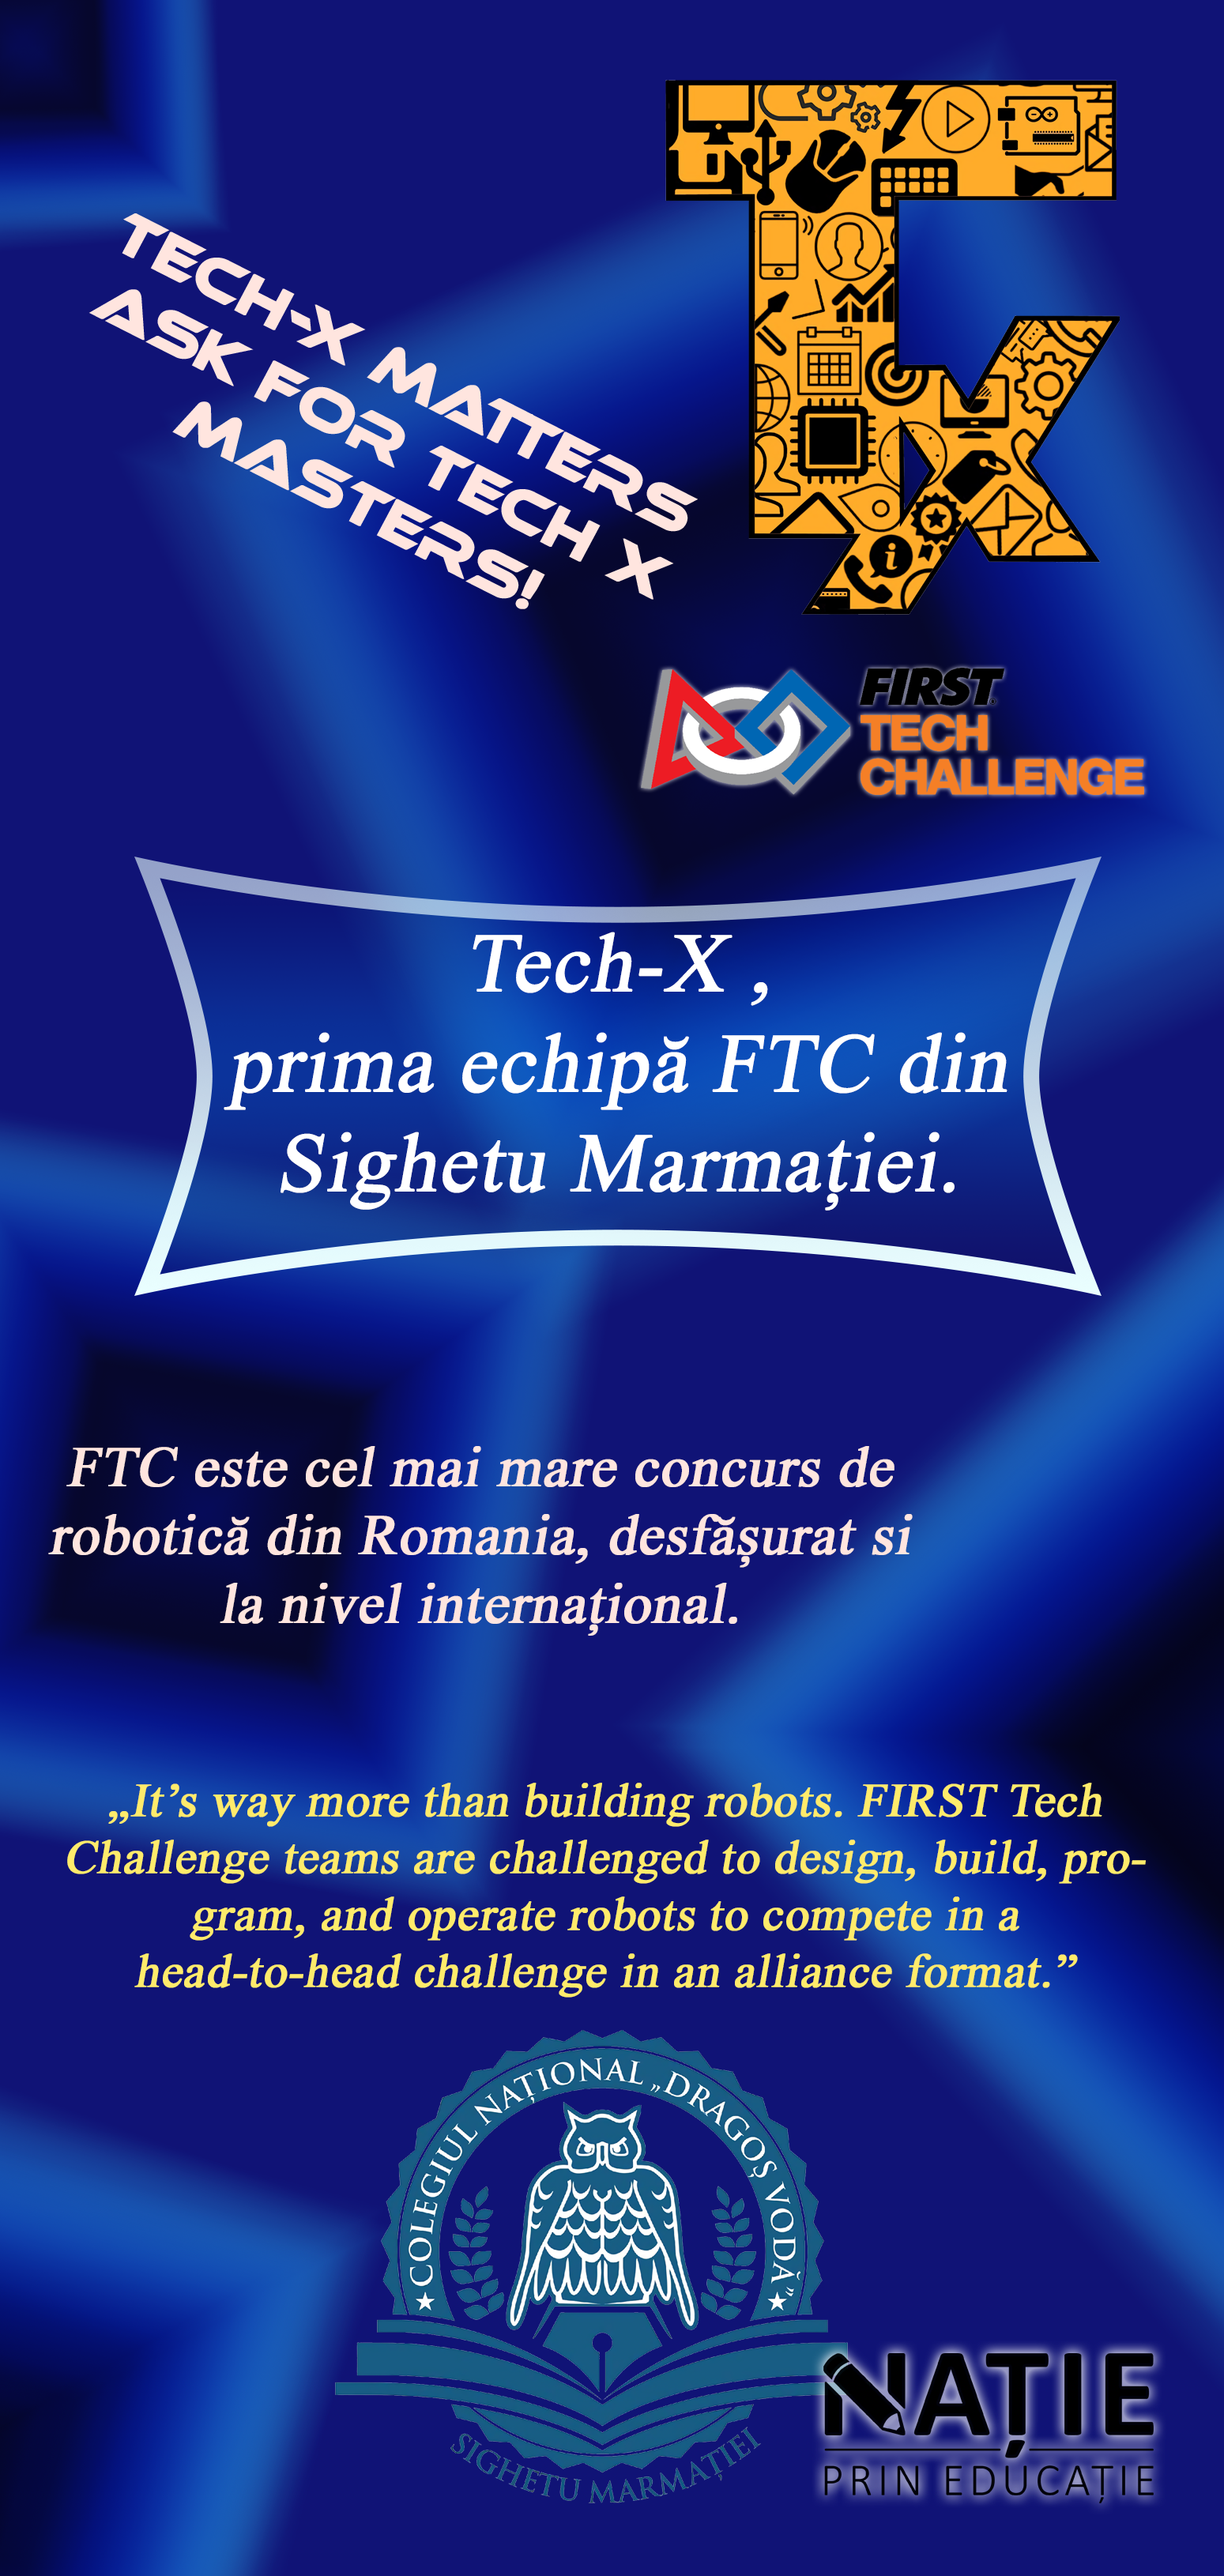 TECH-X MATTERS
ASK FOR TECH X
MASTERS!
Tx
FIRST
TECH
CHALLENGE
Tech-X ,
prima echipă FTC din
Sighetu Marmației.
FTC este cel mai mare concurs de
robotică din Romania, desfășurat si
la nivel internațional.
„It’s way more than building robots. FIRST Tech
Challenge teams are challenged to design, build, pro-
gram, and operate robots to compete in a
head-to-head challenge in an alliance format.”
COLEGIUL NAȚIONAL „DRAGOȘ VODĂ”
SIGHETU MARMAȚIEI
NAȚIE
PRIN EDUCAȚIE